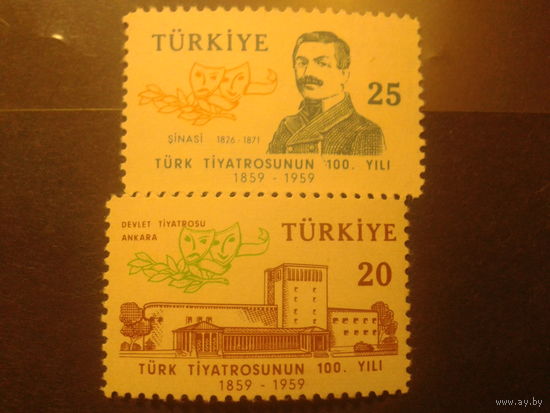 TÜRKİYE
25
ŞİNASİ 1826-1871
TÜRK TİYATROSUNUN 100. YILI
1859 - 1959
DEVLET TİYATROSU
ANKARA
TÜRKİYE
20
TÜRK TİYATROSUNUN 100. YILI
1859 - 1959
www.ay.by